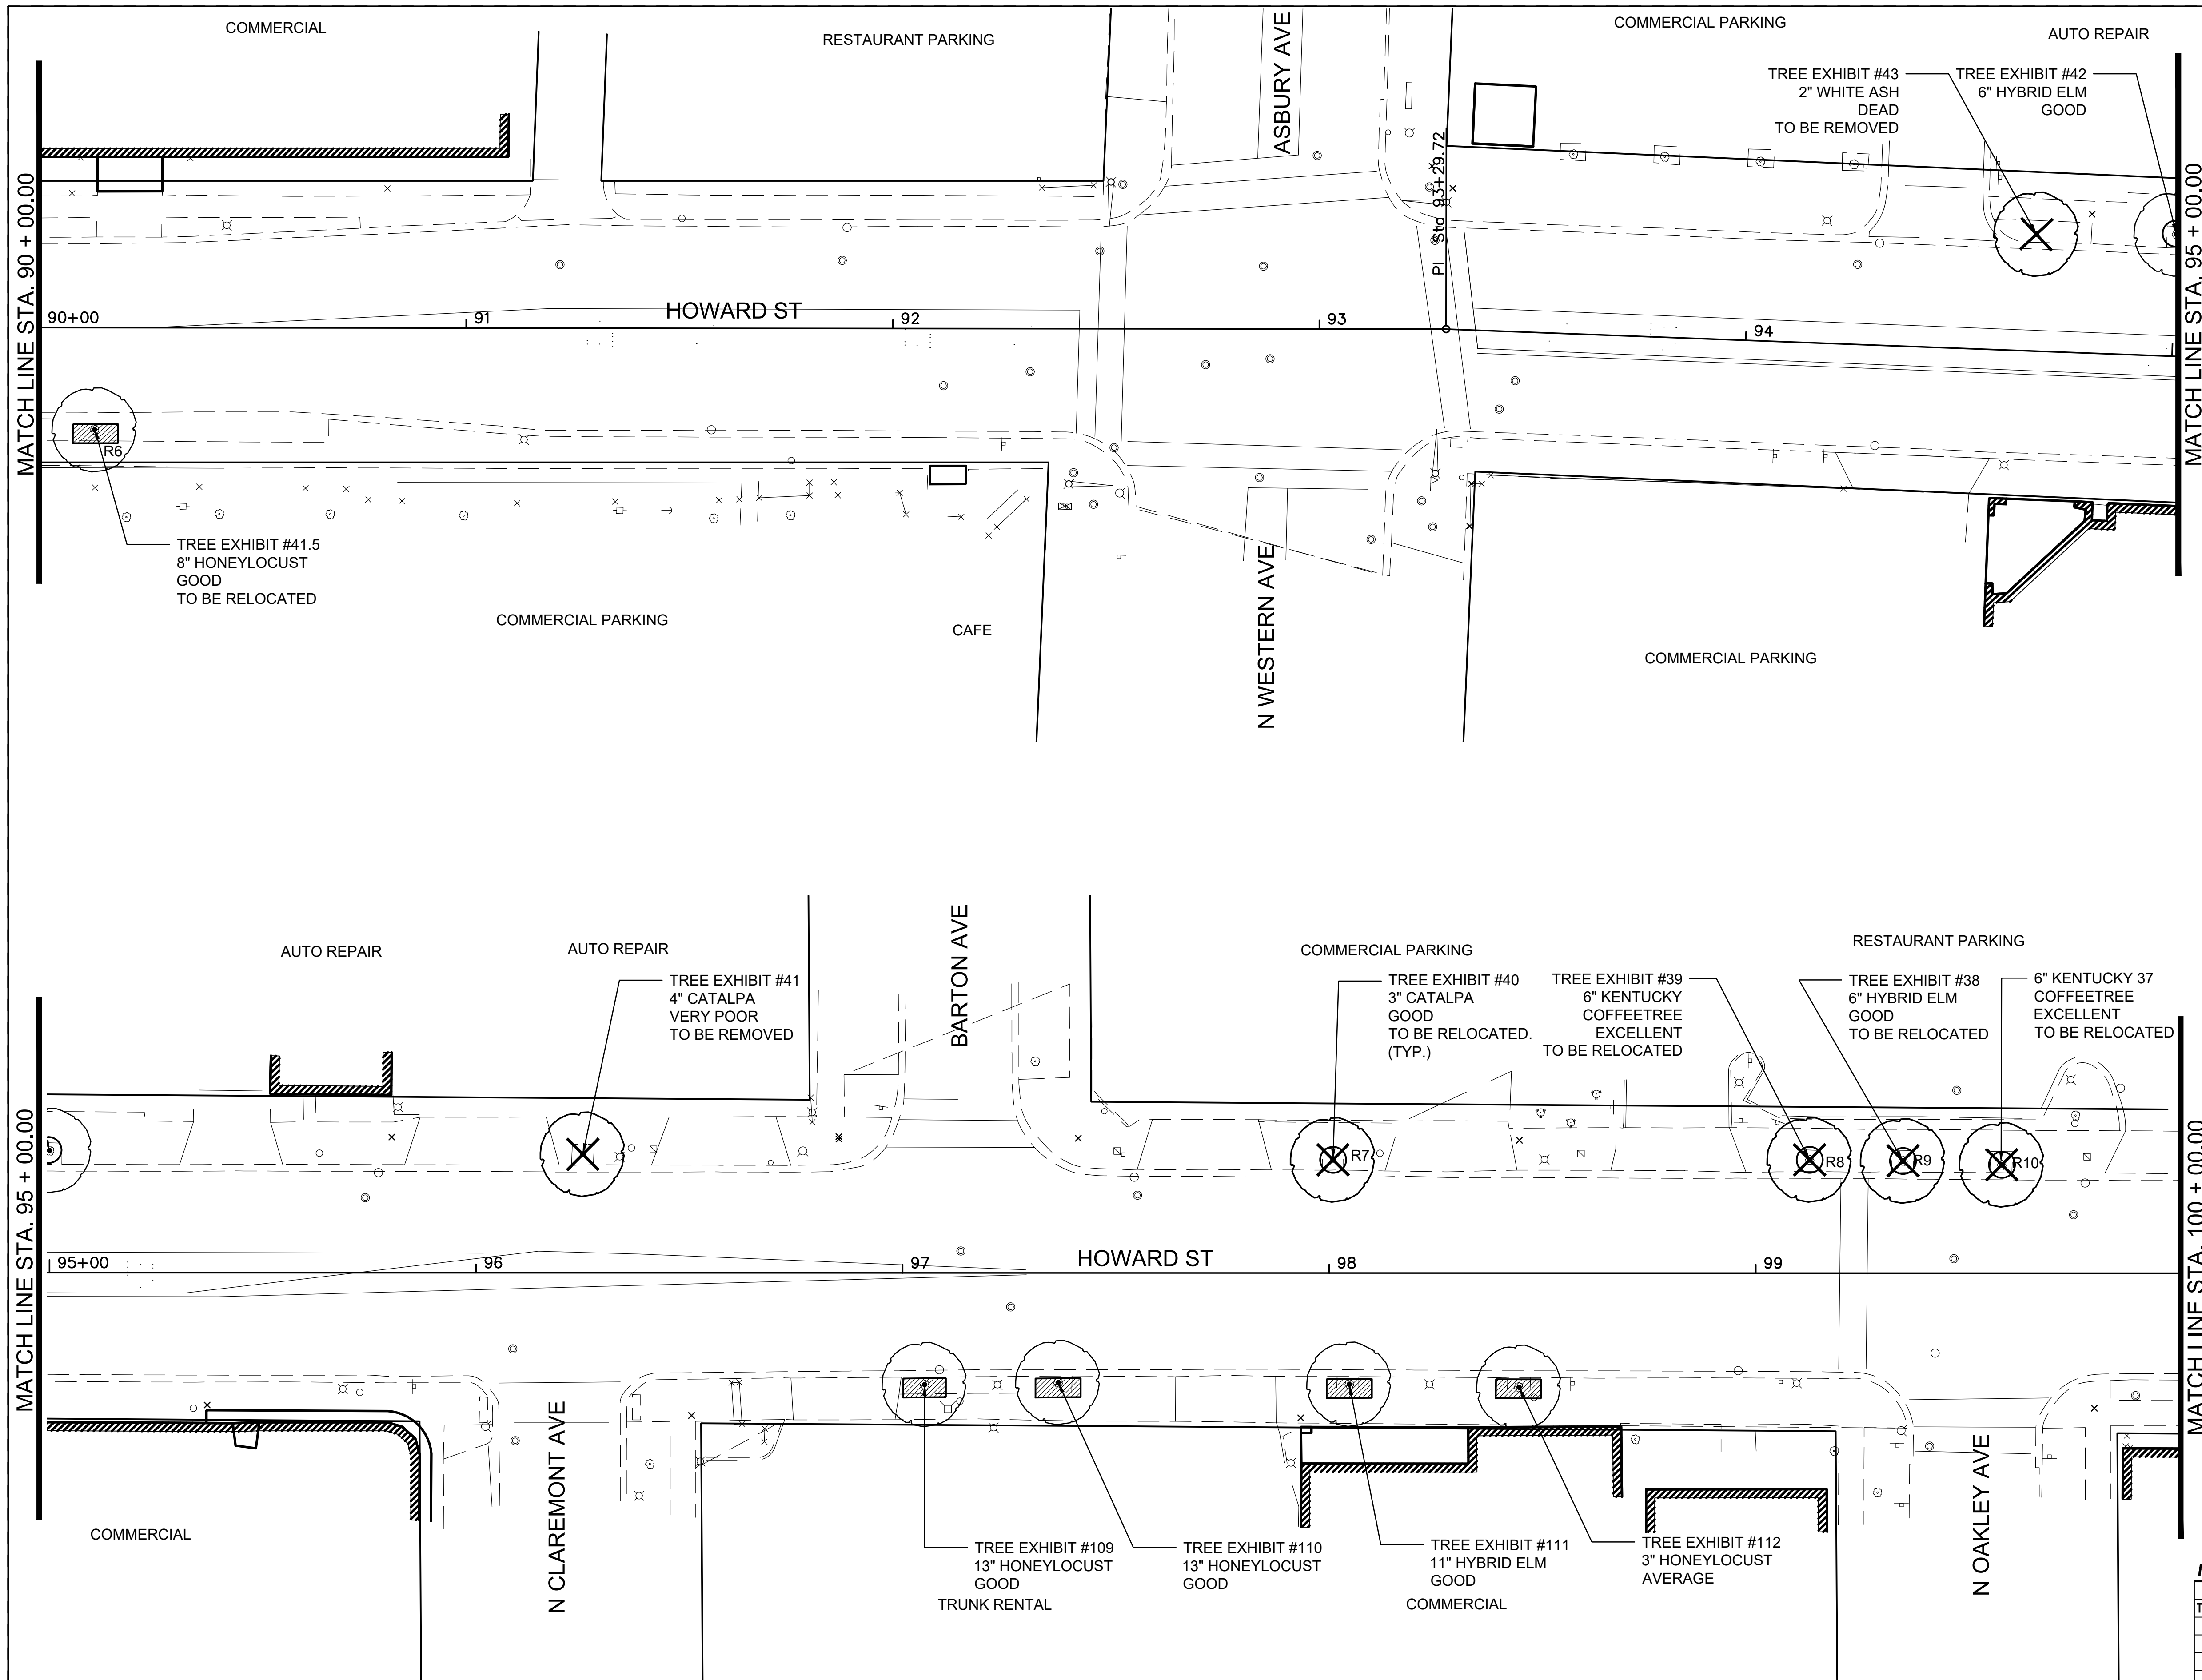 COMMERCIAL
RESTAURANT PARKING
ASBURY AVE
COMMERCIAL PARKING
AUTO REPAIR
TREE EXHIBIT #43
2" WHITE ASH
DEAD
TO BE REMOVED
TREE EXHIBIT #42
6" HYBRID ELM
GOOD
MATCH LINE STA. 90 + 00.00
PI Sta 93+29.72
MATCH LINE STA. 95 + 00.00
HOWARD ST
90+00
91
92
93
94
R6
TREE EXHIBIT #41.5
8" HONEYLOCUST
GOOD
TO BE RELOCATED
COMMERCIAL PARKING
CAFE
N WESTERN AVE
COMMERCIAL PARKING
AUTO REPAIR
AUTO REPAIR
TREE EXHIBIT #41
4" CATALPA
VERY POOR
TO BE REMOVED
BARTON AVE
COMMERCIAL PARKING
TREE EXHIBIT #40
3" CATALPA
GOOD
TO BE RELOCATED.
(TYP.)
TREE EXHIBIT #39
6" KENTUCKY
COFFEETREE
EXCELLENT
TO BE RELOCATED
RESTAURANT PARKING
TREE EXHIBIT #38
6" HYBRID ELM
GOOD
TO BE RELOCATED
6" KENTUCKY 37
COFFEETREE
EXCELLENT
TO BE RELOCATED
R7
R8
R9
R10
MATCH LINE STA. 95 + 00.00
MATCH LINE STA. 100 + 00.00
HOWARD ST
95+00
96
97
98
99
COMMERCIAL
N CLAREMONT AVE
TREE EXHIBIT #109
13" HONEYLOCUST
GOOD
TRUNK RENTAL
TREE EXHIBIT #110
13" HONEYLOCUST
GOOD
TREE EXHIBIT #111
11" HYBRID ELM
GOOD
COMMERCIAL
TREE EXHIBIT #112
3" HONEYLOCUST
AVERAGE
N OAKLEY AVE